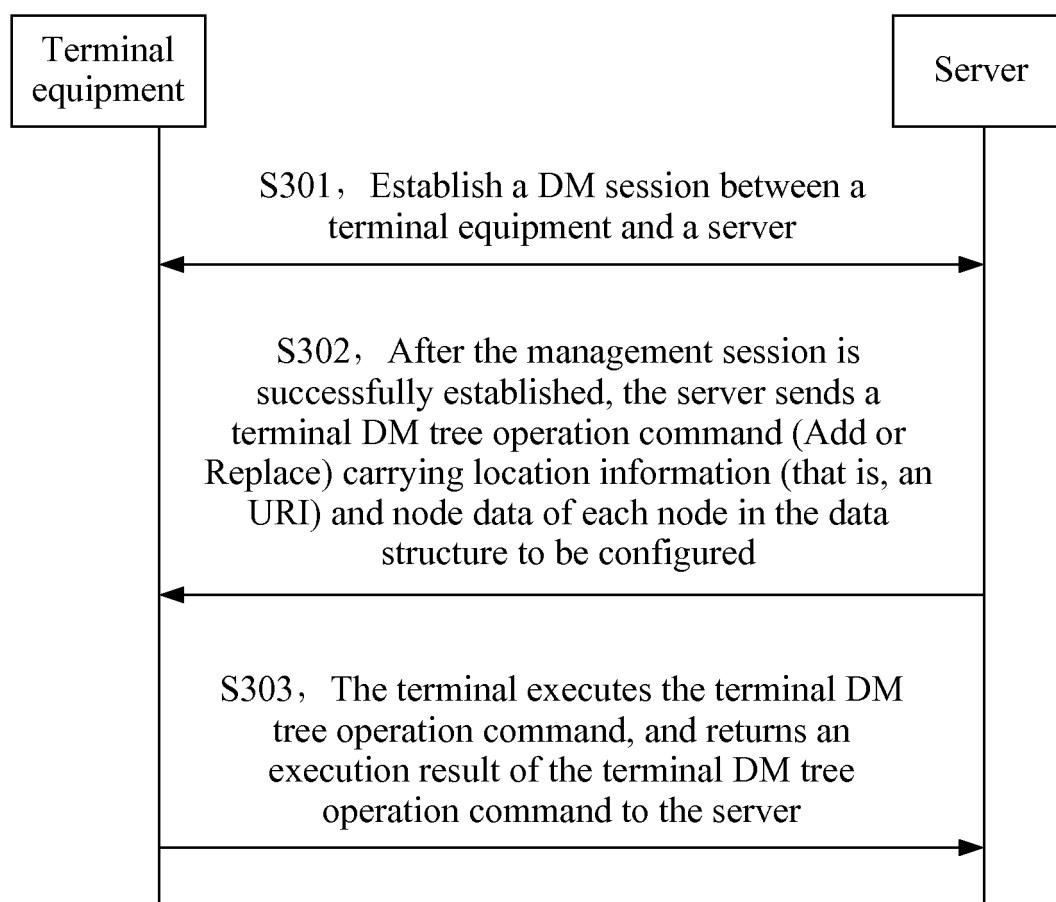 Terminal
equipment
Server
S301，Establish a DM session between a
terminal equipment and a server
S302，After the management session is
successfully established, the server sends a
terminal DM tree operation command (Add or
Replace) carrying location information (that is, an
URI) and node data of each node in the data
structure to be configured
S303，The terminal executes the terminal DM
tree operation command, and returns an
execution result of the terminal DM tree
operation command to the server